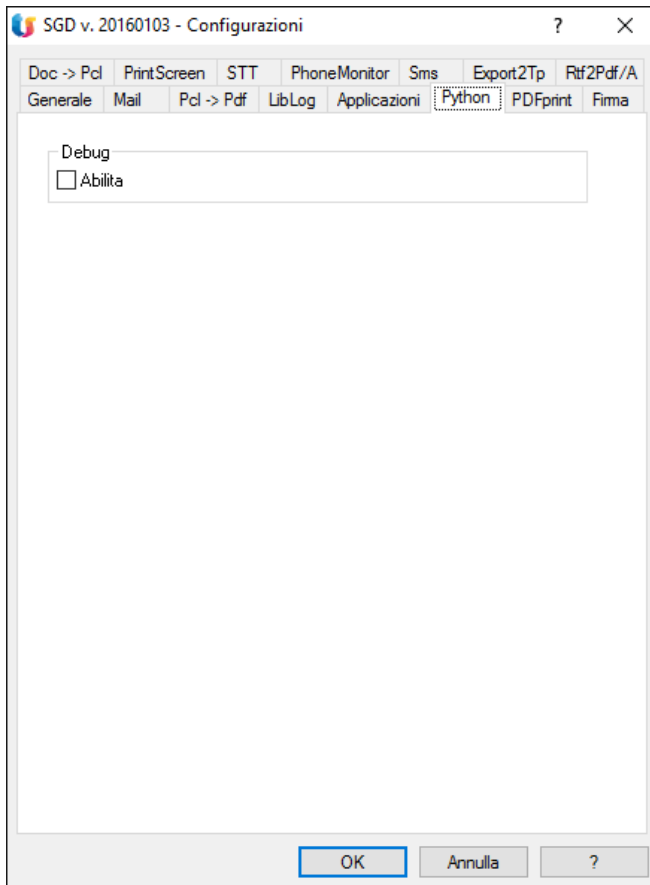 SGD v. 20160103 - Configurazioni ?
Doc -> Pcl PrintScreen STT PhoneMonitor Sms Export2Tp Rtf2Pdf/A
Generale Mail Pcl -> Pdf LibLog Applicazioni Python PDFprint Firma
Debug
Abilita
OK Annulla ?